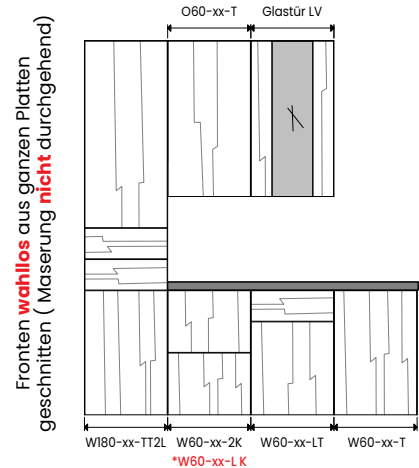 O60-xx-T
Glastür LV
Fronten wahllos aus ganzen Platten
geschnitten ( Maserung nicht durchgehend)
W180-xx-TT2L
W60-xx-2K
W60-xx-LT
W60-xx-T
*W60-xx-L K